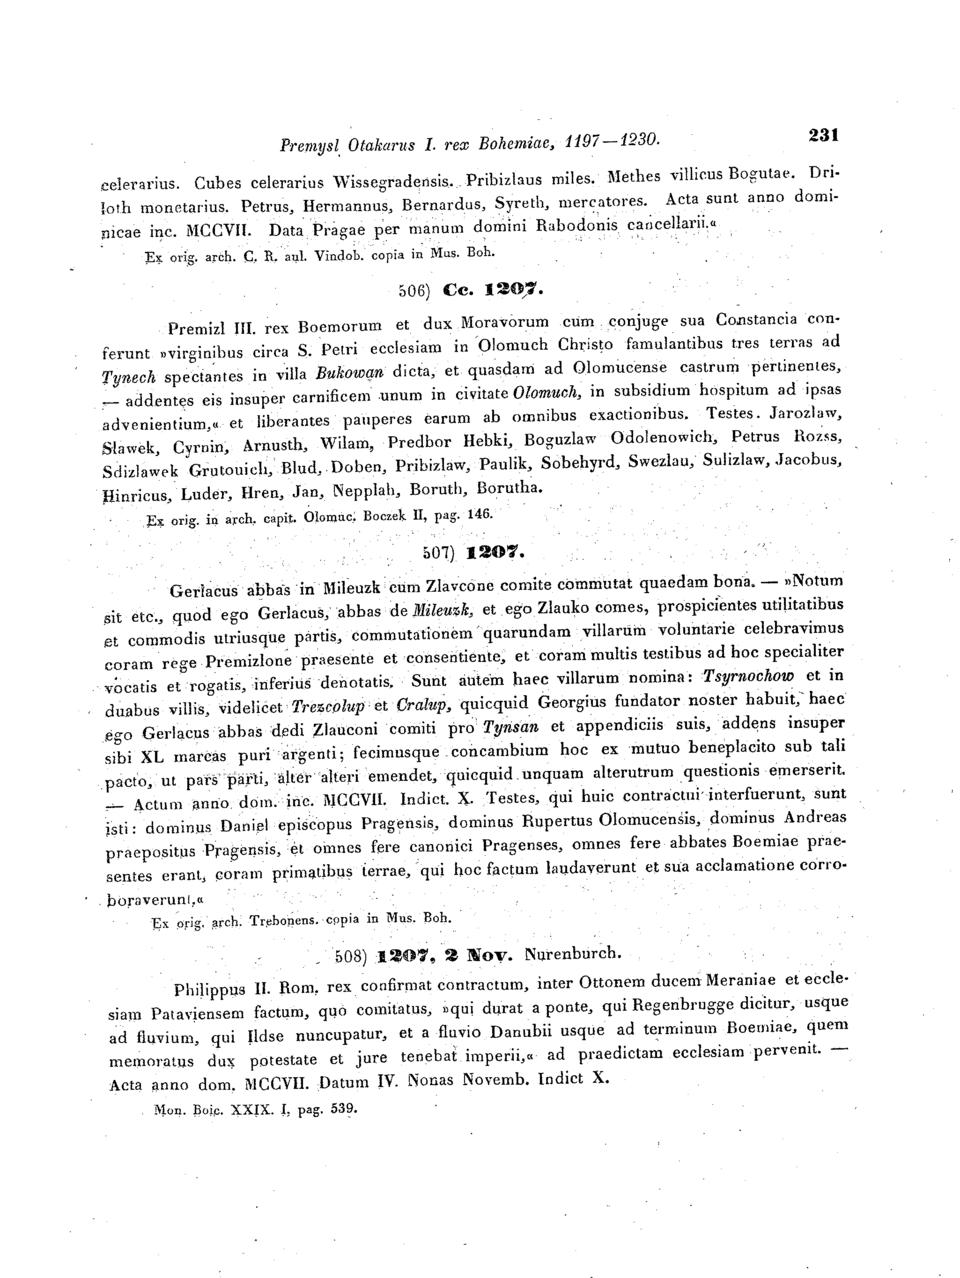 Premysl Otakarus I. rex Bohemiae, 1197—1230. 231
celerarius. Cubes celerarius Wissegradensis. Pribizlaus miles. Methes villicus Bogutae. Dri-
loth monetarius. Petrus, Hermannus, Bernardus, Syreth, mercatores. Acta sunt anno domi-
nicae inc. MCCVII. Data Pragae per manum domini Rabodonis cancellarii.«
Ex orig. arch. C. R. aul. Vindob. copia in Mus. Boh.
506) Cc. 1207.
Premizl III. rex Boemorum et dux Moravorum cum conjuge sua Constancia con-
ferunt »virginibus circa S. Petri ecclesiam in Olomuch Christo famulantibus tres terras ad
Tynech spectantes in villa Bukowan dicta, et quasdam ad Olomucense castrum pertinentes,
— addentes eis insuper carnificem unum in civitate Olomuch, in subsidium hospitum ad ipsas
advenientium,« et liberantes pauperes earum ab omnibus exactionibus. Testes. Jarozlaw,
Slawek, Cyrnin, Arnusth, Wilam, Predbor Hebki, Boguzlaw Odolenowich, Petrus Rozss,
Sdizlawek Grutouich, Blud, Doben, Pribizlaw, Paulik, Sobehyrd, Swezlau, Sulizlaw, Jacobus,
Hinricus, Luder, Hren, Jan, Nepplah, Boruth, Borutha.
Ex orig. in arch. capit. Olomuc. Boczek II, pag. 146.
507) 1207.
Gerlacus abbas in Mileuzk cum Zlavcone comite commutat quaedam bona. — »Notum
sit etc., quod ego Gerlacus, abbas de Mileuzk, et ego Zlauko comes, prospicientes utilitatibus
et commodis utriusque partis, commutationem quarundam villarum voluntarie celebravimus
coram rege Premizlone praesente et consentiente, et coram multis testibus ad hoc specialiter
vocatis et rogatis, inferius denotatis. Sunt autem haec villarum nomina: Tsyrnochow et in
duabus villis, videlicet Trezcolup et Cralup, quicquid Georgius fundator noster habuit, haec
ego Gerlacus abbas dedi Zlauconi comiti pro Tynsan et appendiciis suis, addens insuper
sibi XL marcas puri argenti; fecimusque concambium hoc ex mutuo beneplacito sub tali
pacto, ut pars parti, alter alteri emendet, quicquid unquam alterutrum questionis emerserit.
— Actum anno dom. inc. MCCVII. Indict. X. Testes, qui huic contractui interfuerunt, sunt
isti: dominus Daniel episcopus Pragensis, dominus Rupertus Olomucensis, dominus Andreas
praepositus Pragensis, et omnes fere canonici Pragenses, omnes fere abbates Boemiae prae-
sentes erant, coram primatibus terrae, qui hoc factum laudaverunt et sua acclamatione corro-
boraverunt.«
Ex orig. arch. Trebonens. copia in Mus. Boh.
508) 1207, 2 Nov. Nurenburch.
Philippus II. Rom. rex confirmat contractum, inter Ottonem ducem Meraniae et eccle-
siam Pataviensem factum, quo comitatus, »qui durat a ponte, qui Regenbrugge dicitur, usque
ad fluvium, qui Ildse nuncupatur, et a fluvio Danubii usque ad terminum Boemiae, quem
memoratus dux potestate et jure tenebat imperii,« ad praedictam ecclesiam pervenit. —
Acta anno dom. MCCVII. Datum IV. Nonas Novemb. Indict X.
Mon. Boic. XXIX. I, pag. 539.